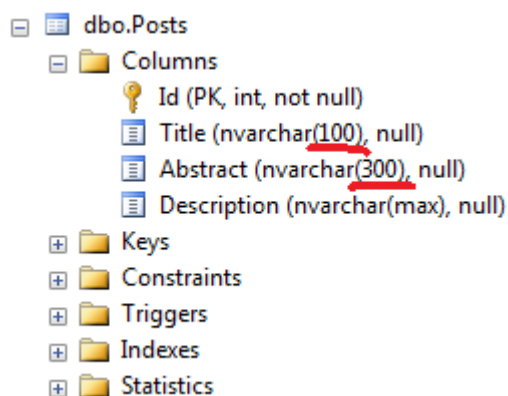 dbo.Posts
Columns
Id (PK, int, not null)
Title (nvarchar(100), null)
Abstract (nvarchar(300), null)
Description (nvarchar(max), null)
Keys
Constraints
Triggers
Indexes
Statistics